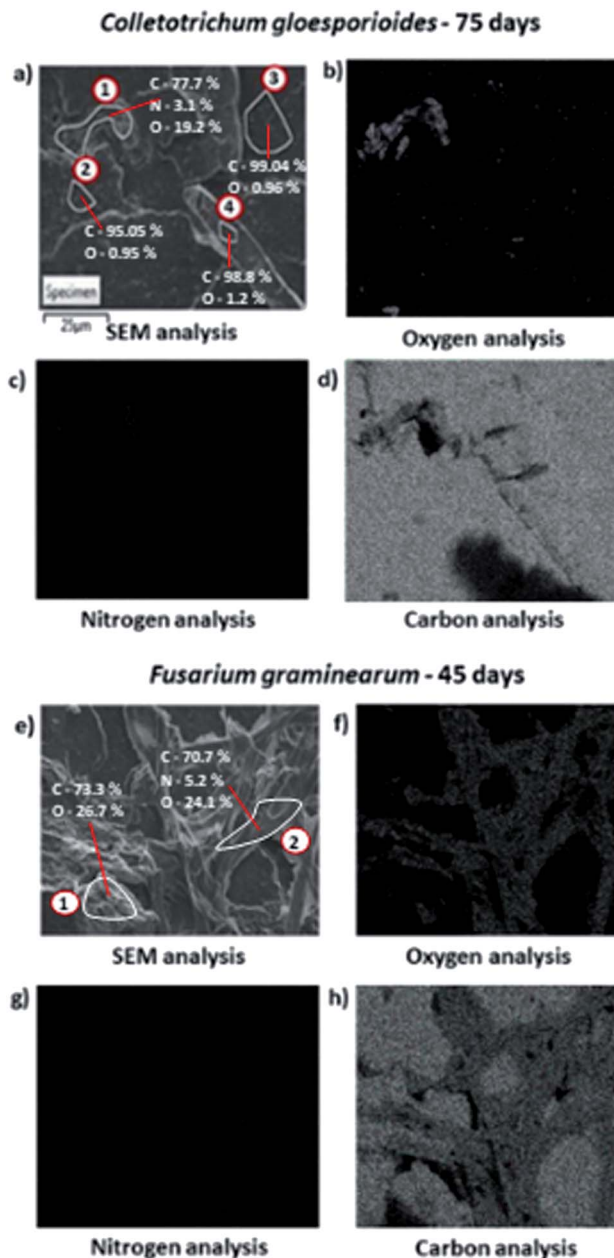 Colletotrichum gloesporioides - 75 days
a)
1
C - 77.7 %
N - 3.1 %
O - 19.2 %
3
b)
2
C - 99.04 %
O - 0.96 %
4
C - 95.05 %
O - 0.95 %
C - 98.8 %
O - 1.2 %
Specimen
25µm
SEM analysis
Oxygen analysis
c)
d)
Nitrogen analysis
Carbon analysis
Fusarium graminearum - 45 days
e)
C - 73.3 %
O - 26.7 %
C - 70.7 %
N - 5.2 %
O - 24.1 %
f)
2
1
SEM analysis
Oxygen analysis
g)
h)
Nitrogen analysis
Carbon analysis